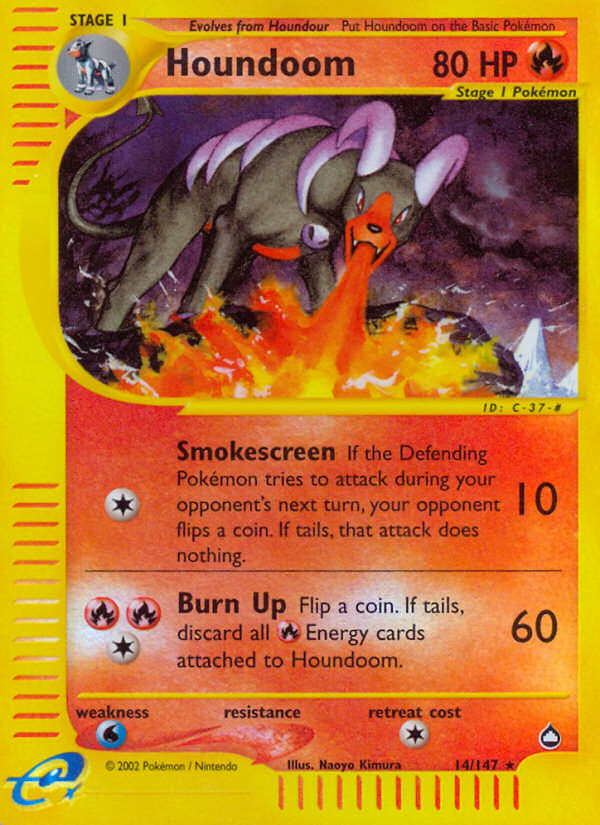 STAGE 1
Evolves from Houndour Put Houndoom on the Basic Pokémon
Houndoom 80 HP
Stage 1 Pokémon
ID: C-37-#
Smokescreen If the Defending
Pokémon tries to attack during your
opponent's next turn, your opponent
flips a coin. If tails, that attack does
nothing.
10
Burn Up Flip a coin. If tails,
discard all Energy cards
attached to Houndoom.
60
weakness resistance retreat cost
© 2002 Pokémon / Nintendo Illus. Naoyo Kimura 14/147 ★
e